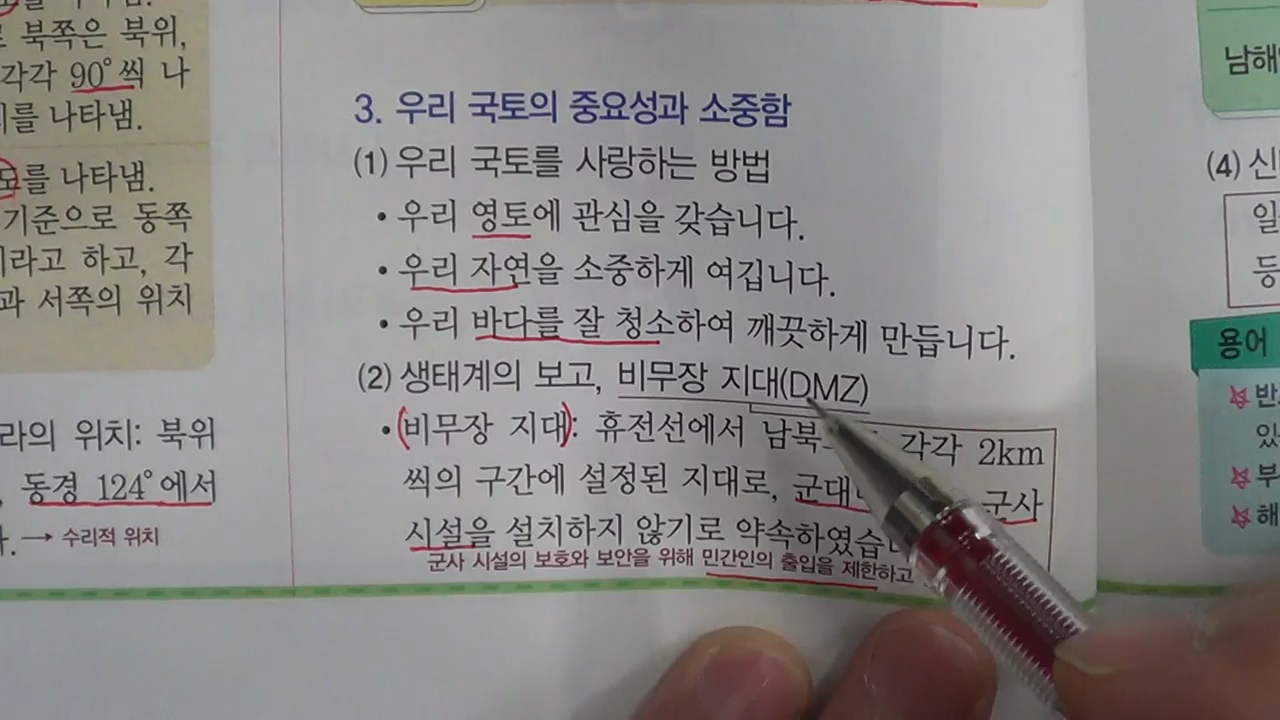 북쪽은 북위,
각각 90°씩 나
를 나타냄.
를 나타냄.
기준으로 동쪽
라고 하고, 각
과 서쪽의 위치
라의 위치: 북위
동경 124°에서
→ 수리적 위치
3. 우리 국토의 중요성과 소중함
(1) 우리 국토를 사랑하는 방법
• 우리 영토에 관심을 갖습니다.
• 우리 자연을 소중하게 여깁니다.
• 우리 바다를 잘 청소하여 깨끗하게 만듭니다.
(2) 생태계의 보고, 비무장 지대(DMZ)
• (비무장 지대): 휴전선에서 각각 2km
씩의 구간에 설정된 지대로, 군사
시설을 설치하지 않기로
군사 시설의 보호와 보안을 위해 민간인의 출입을 제한하고
남해
(4) 신
일
등
용어
반
있
부
해